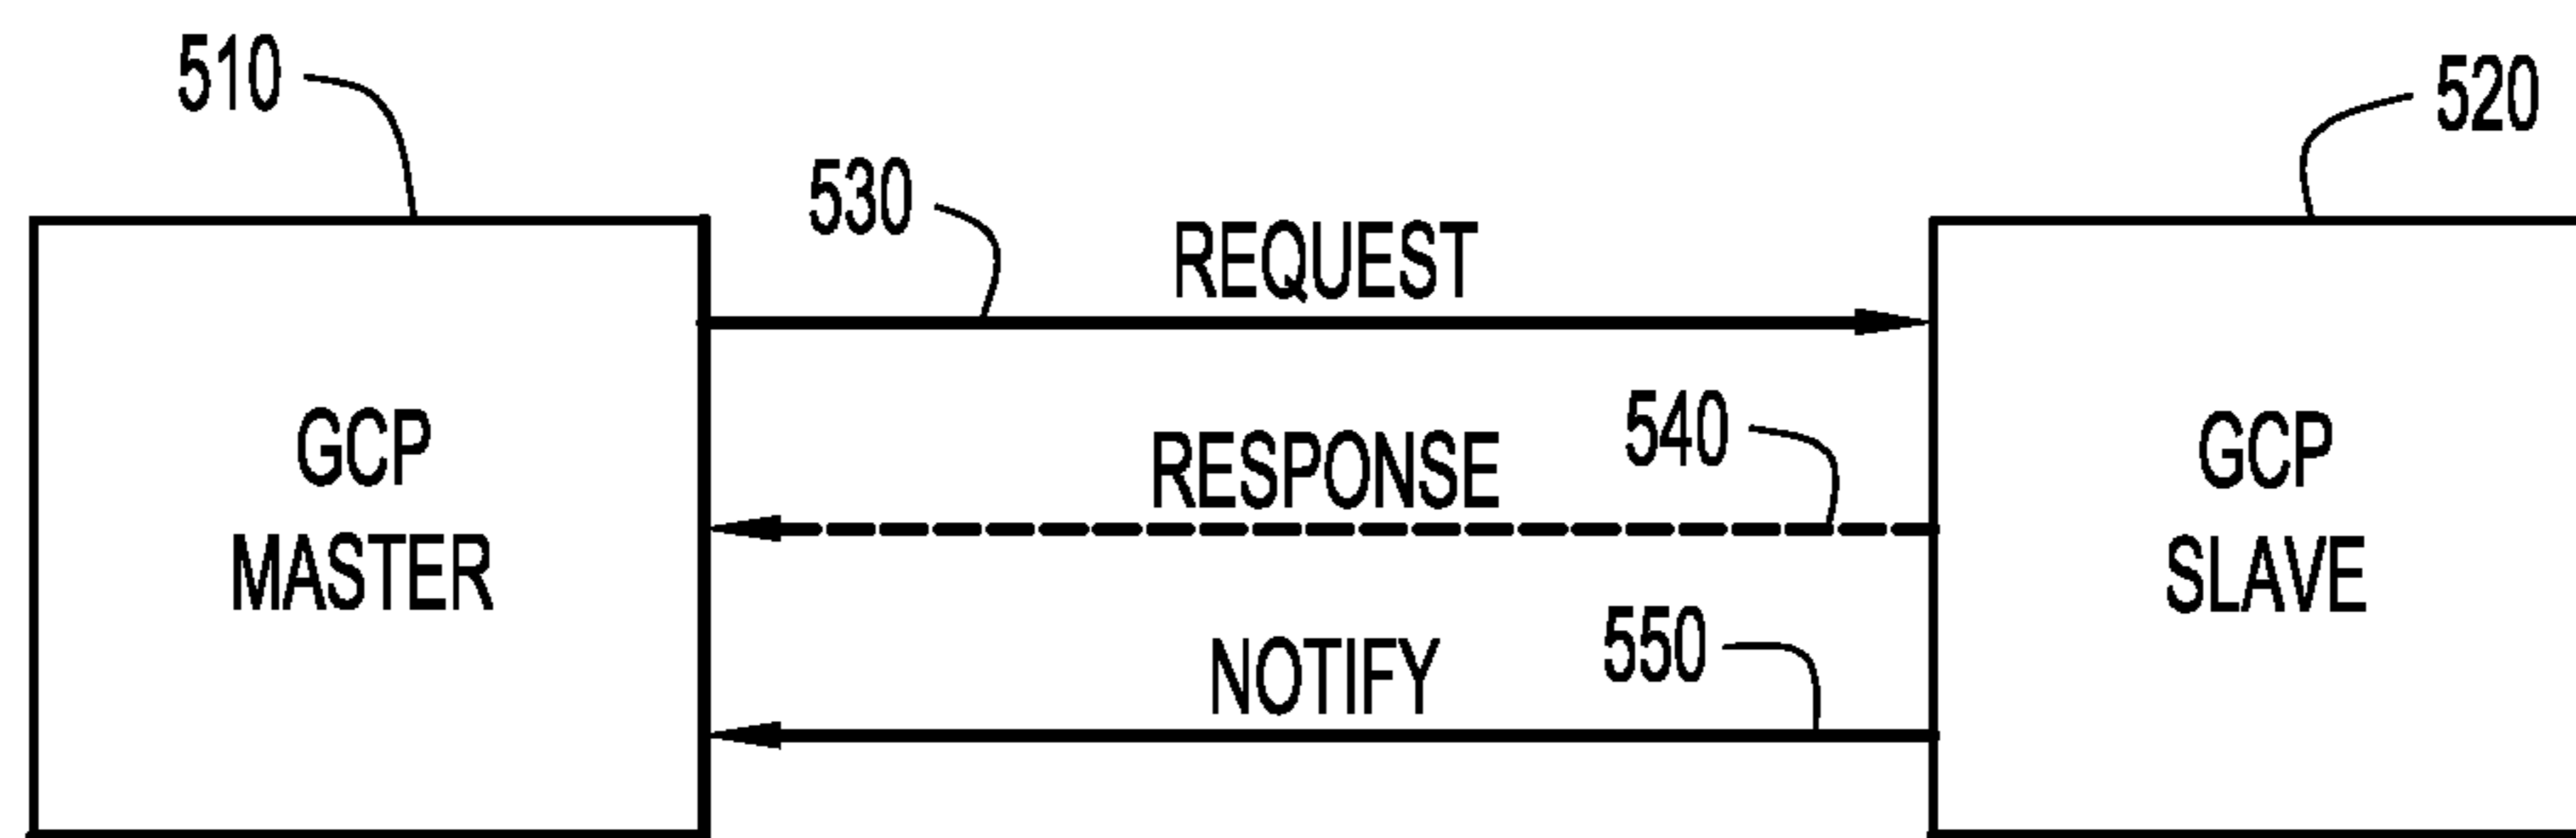 510
520
530
REQUEST
540
RESPONSE
GCP
MASTER
GCP
SLAVE
550
NOTIFY